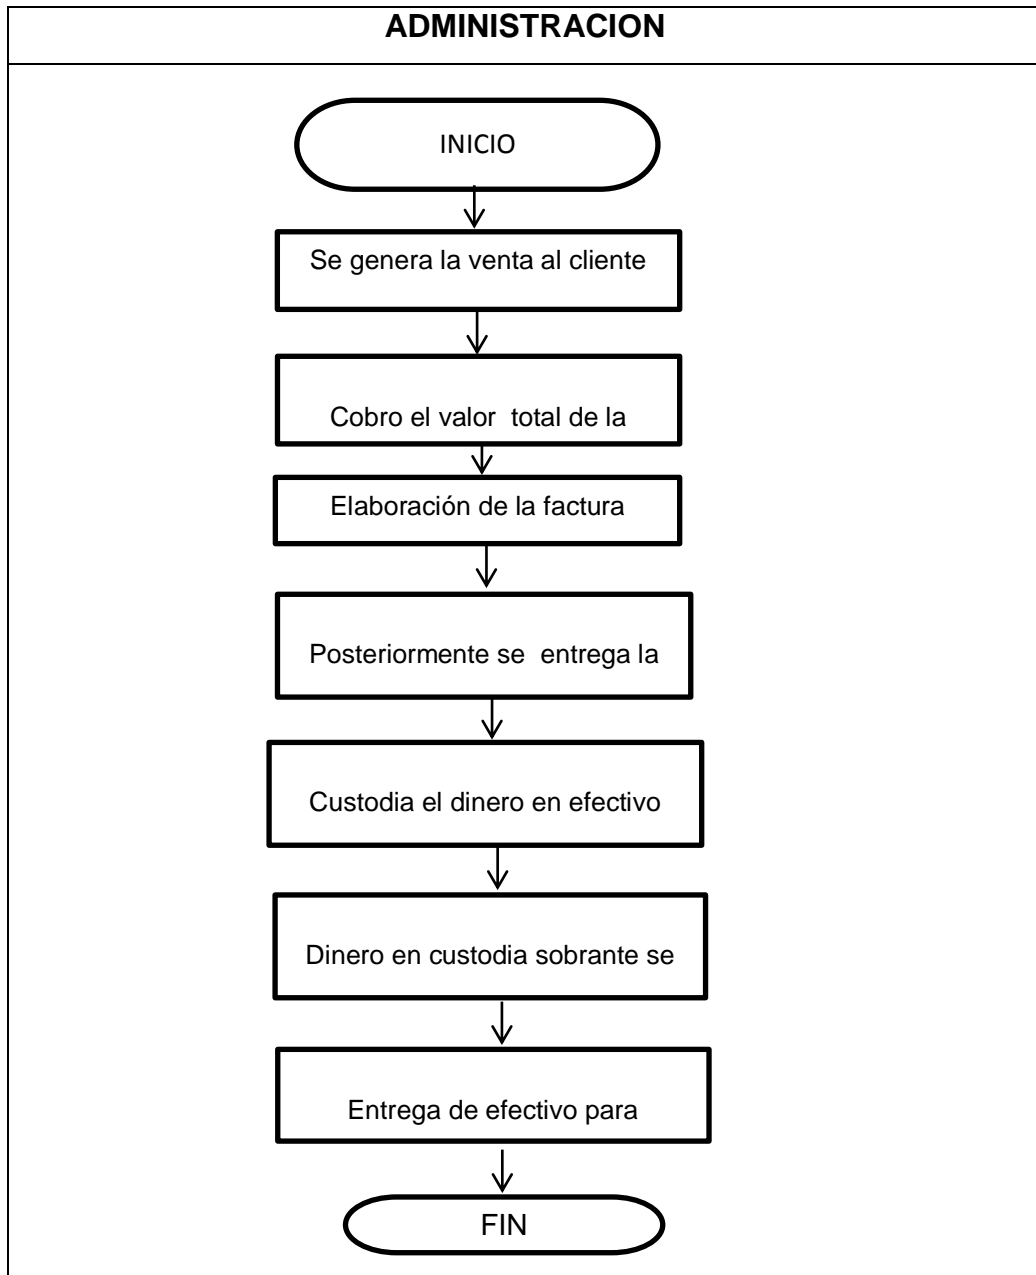 ADMINISTRACION
INICIO
Se genera la venta al cliente
Cobro el valor total de la
Elaboración de la factura
Posteriormente se entrega la
Custodia el dinero en efectivo
Dinero en custodia sobrante se
Entrega de efectivo para
FIN